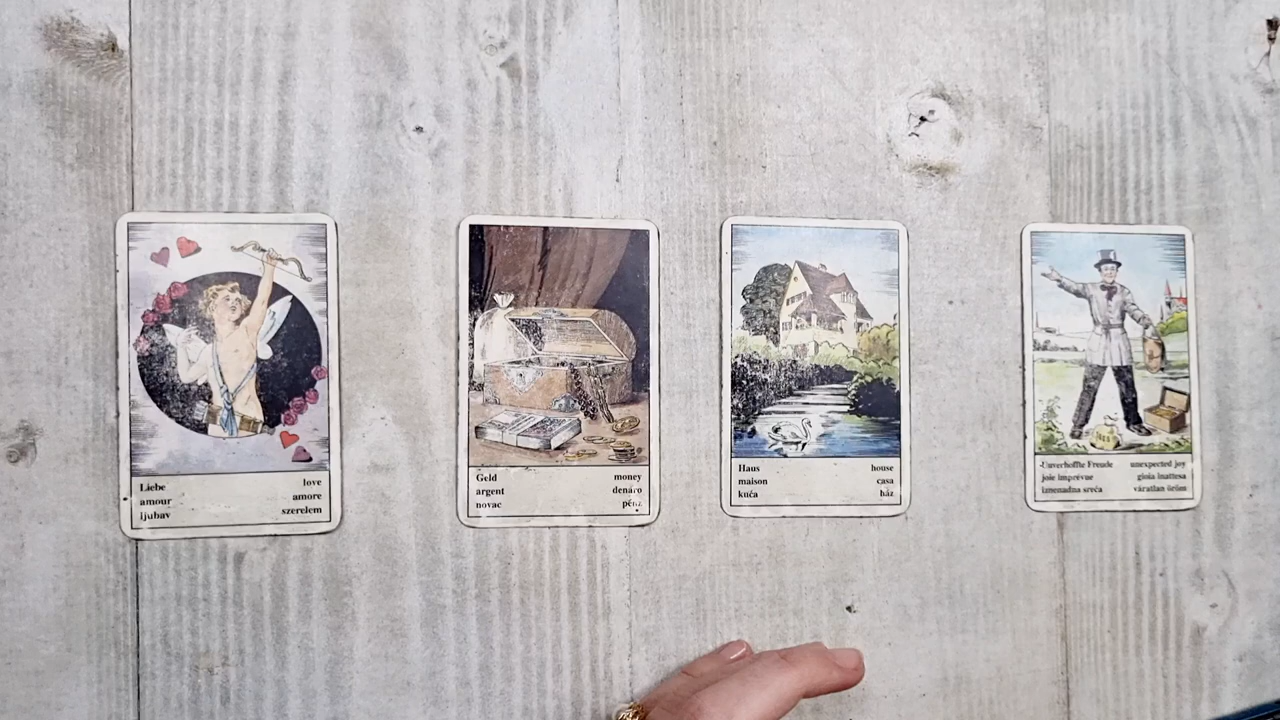 Liebe love
amour amore
ljubav szerelem
Geld money
argent denaro
novac pénz
Haus house
maison casa
kuća ház
Unverhoffte Freude unexpected joy
joie imprévue gioia inattesa
iznenadna sreća váratlan öröm